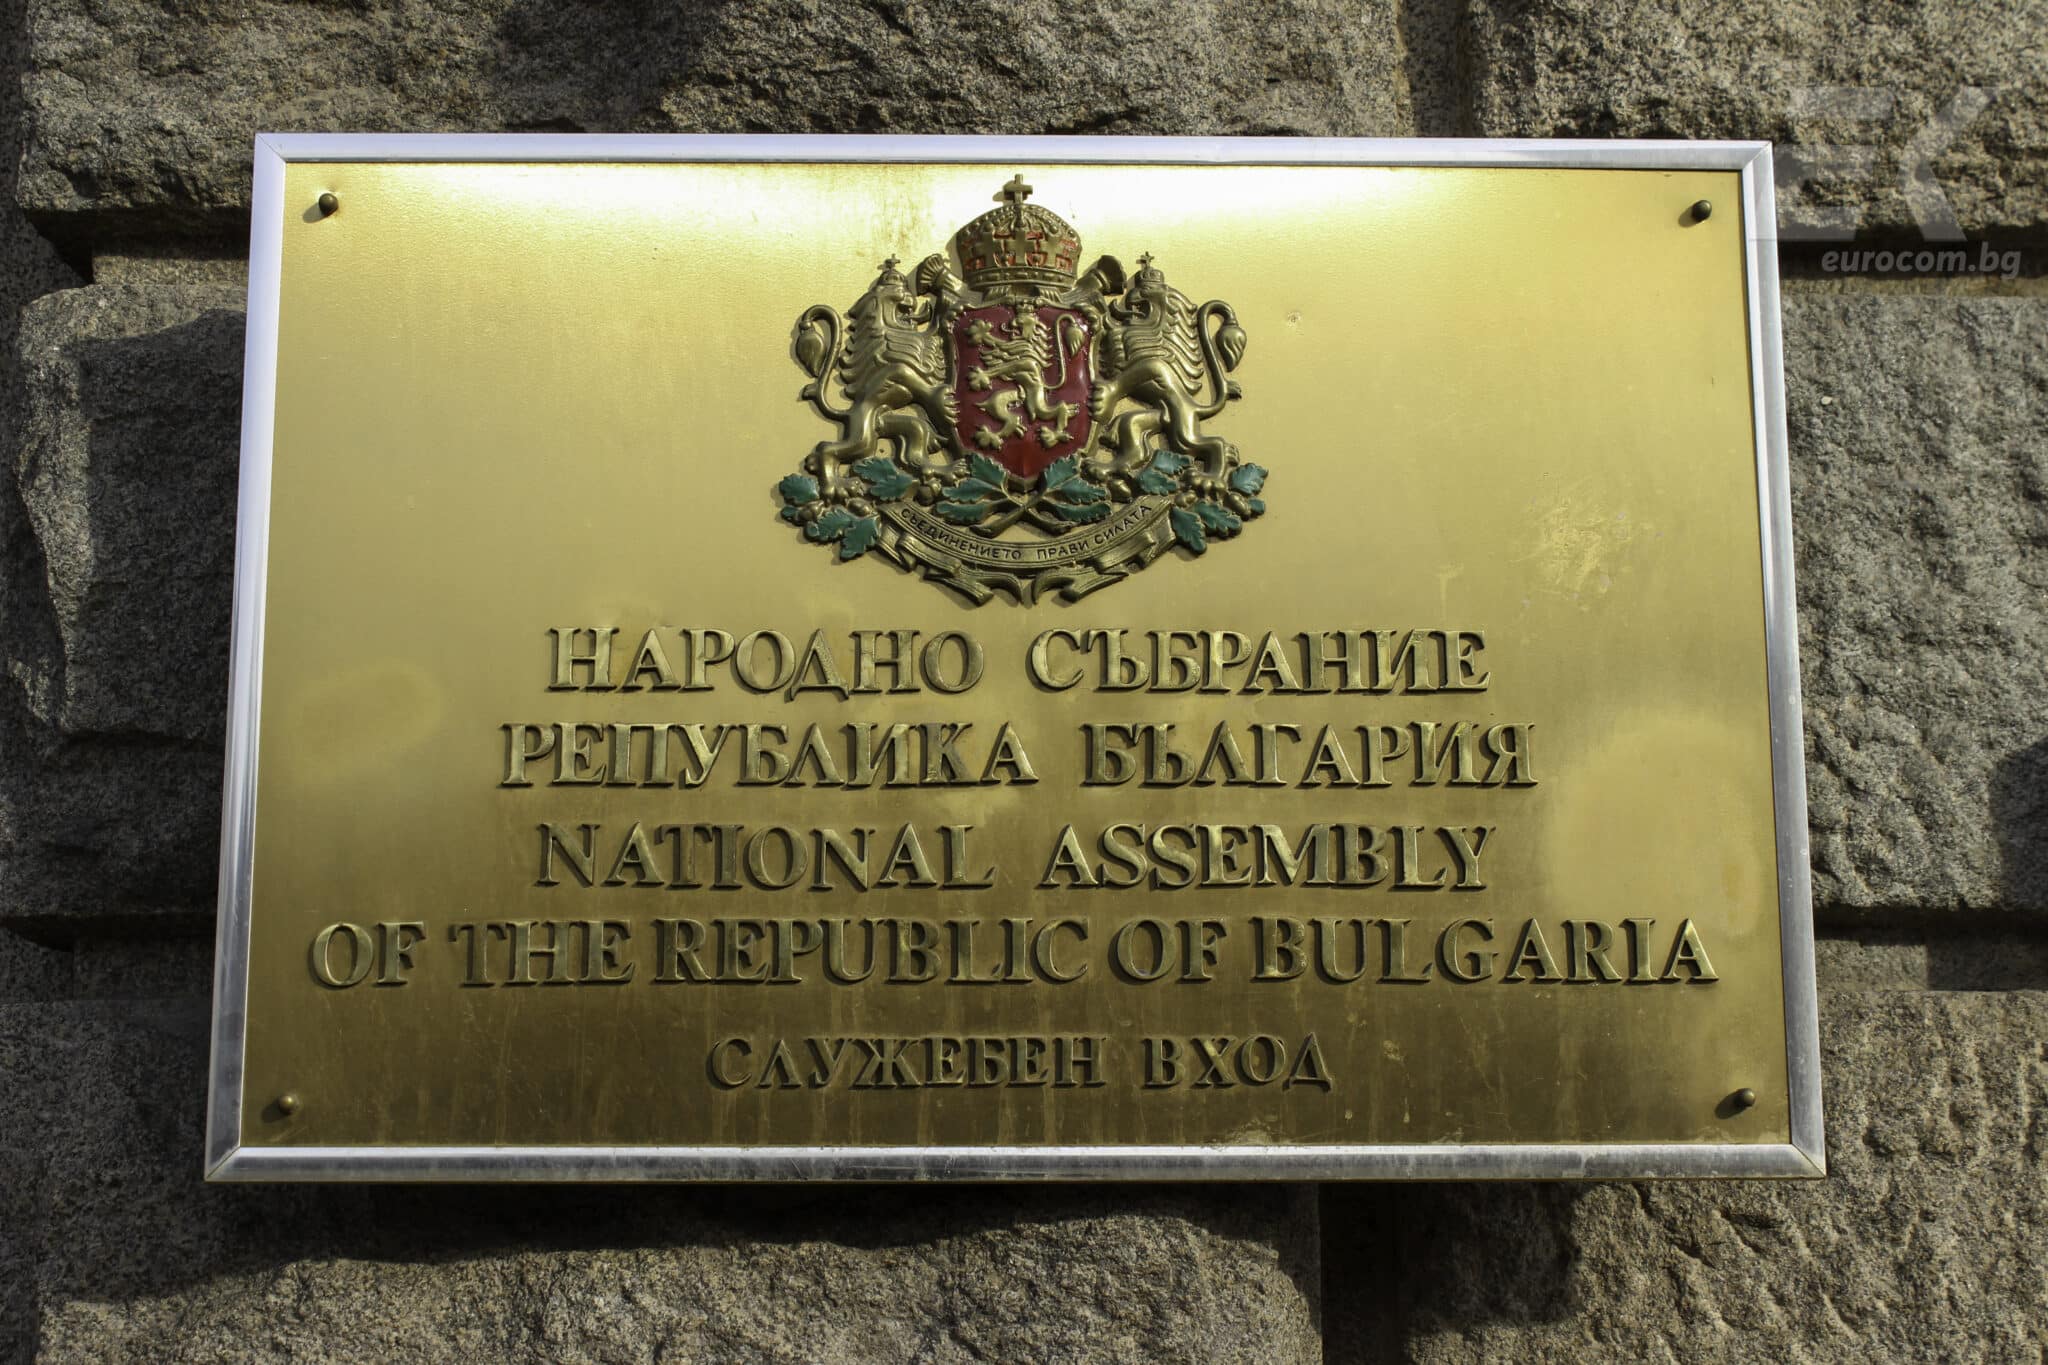 eurocom.bg
СЪЕДИНЕНИЕТО ПРАВИ СИЛАТА
НАРОДНО СЪБРАНИЕ
РЕПУБЛИКА БЪЛГАРИЯ
NATIONAL ASSEMBLY
OF THE REPUBLIC OF BULGARIA
СЛУЖЕБЕН ВХОД